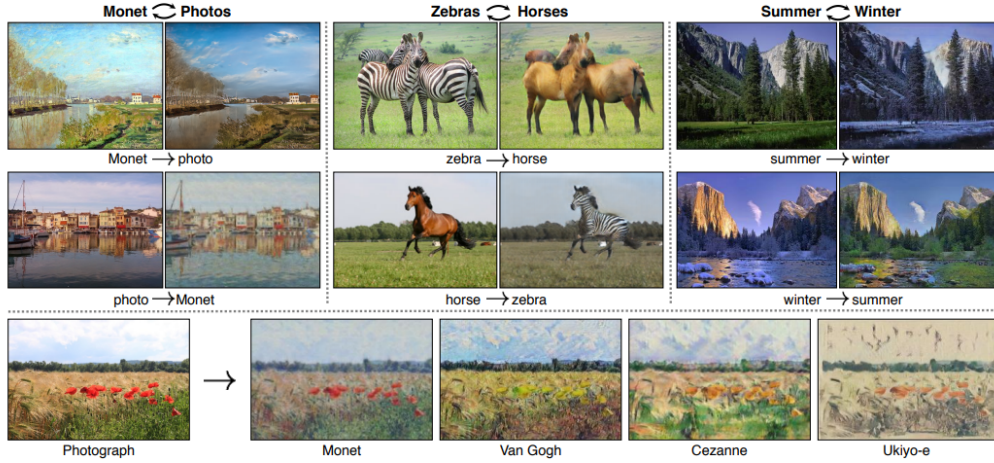 Monet Photos
Zebras Horses
Summer Winter
Monet → photo
zebra → horse
summer → winter
photo → Monet
horse → zebra
winter → summer
Photograph
Monet
Van Gogh
Cezanne
Ukiyo-e